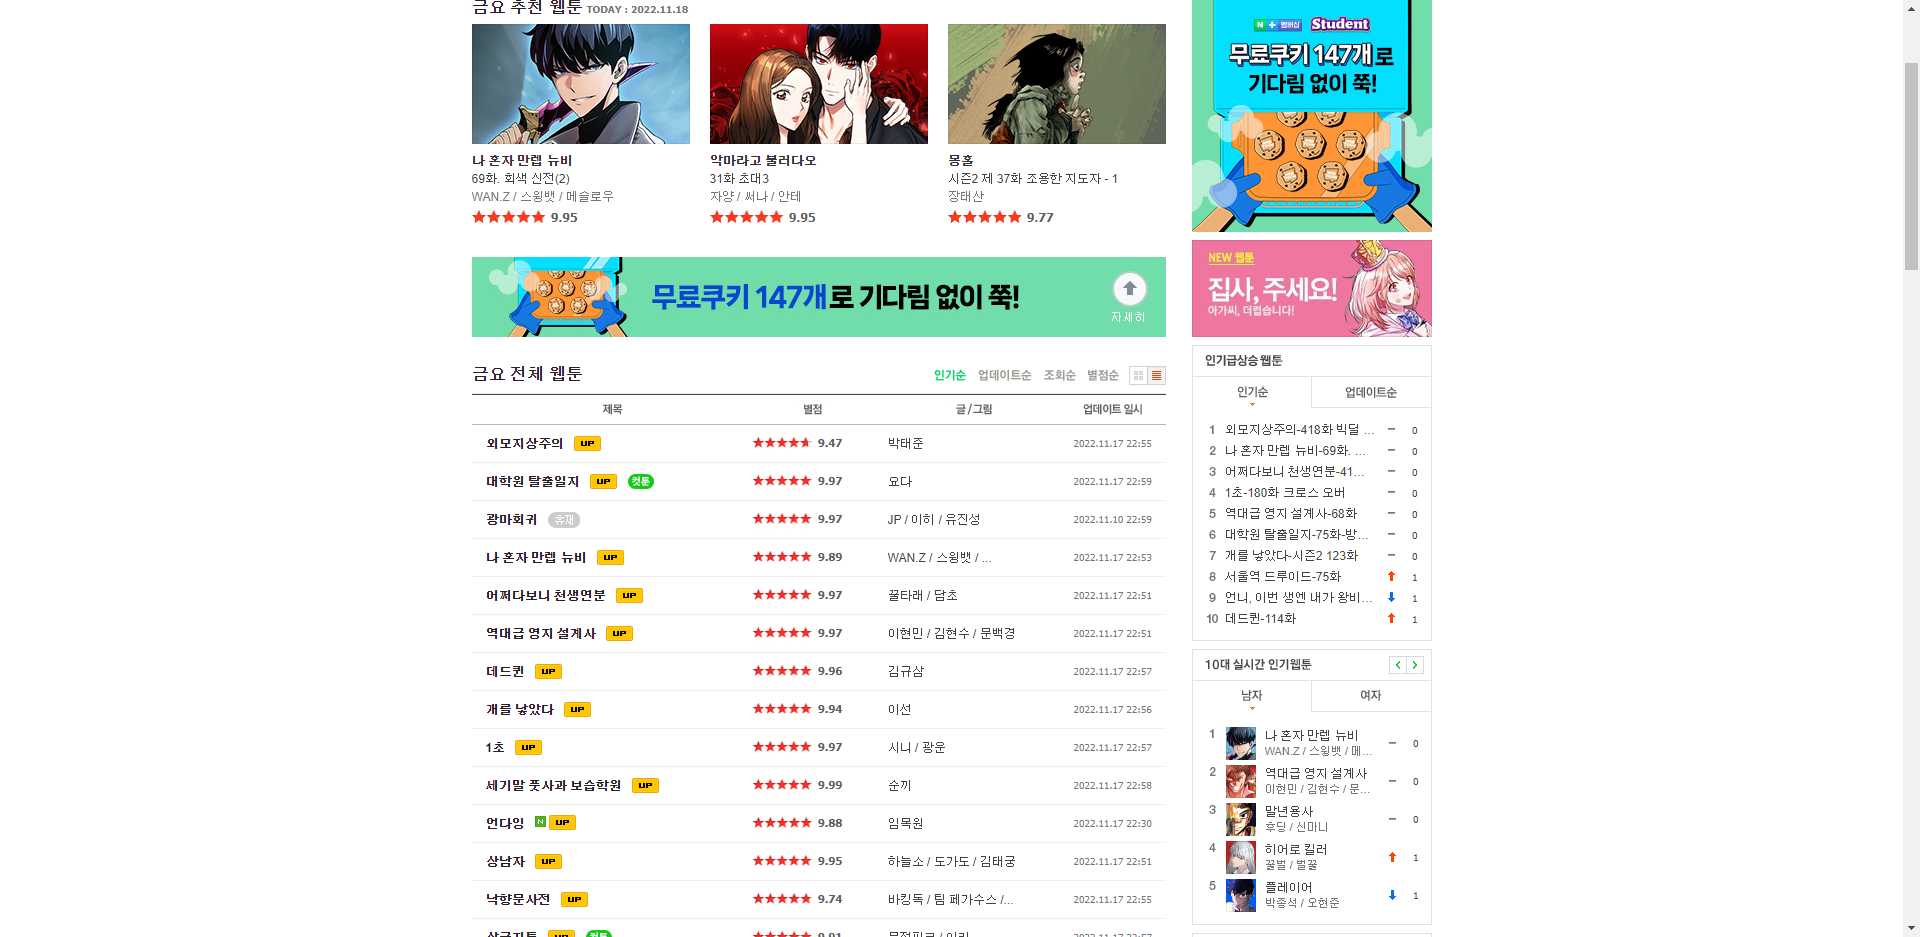 금요 추천 웹툰 TODAY : 2022.11.18
나 혼자 만렙 뉴비
69화. 회색 신전(2)
WAN.Z / 스윙뱃 / 메슬로우
9.95
악마라고 불러다오
31화 초대3
자양 / 써나 / 안테
9.95
몽홀
시즌2 제 37화 조용한 지도자 - 1
장태산
9.77
무료쿠키 147개로 기다림 없이 쭉!
자세히
금요 전체 웹툰
인기순 업데이트순 조회순 별점순
제목 별점 글 / 그림 업데이트 일시
외모지상주의 UP 9.47 박태준 2022.11.17 22:55
대학원 탈출일지 UP 컷툰 9.97 요다 2022.11.17 22:59
광마회귀 휴재 9.97 JP / 이히 / 유진성 2022.11.10 22:59
나 혼자 만렙 뉴비 UP 9.89 WAN.Z / 스윙뱃 / ... 2022.11.17 22:53
어쩌다보니 천생연분 UP 9.97 꿀타래 / 담초 2022.11.17 22:51
역대급 영지 설계사 UP 9.97 이현민 / 김현수 / 문백경 2022.11.17 22:51
데드퀸 UP 9.96 김규삼 2022.11.17 22:57
개를 낳았다 UP 9.94 이선 2022.11.17 22:56
1초 UP 9.97 시니 / 광운 2022.11.17 22:57
세기말 풋사과 보습학원 UP 9.99 순끼 2022.11.17 22:58
언다잉 N UP 9.88 임목원 2022.11.17 22:30
상남자 UP 9.95 하늘소 / 도가도 / 김태궁 2022.11.17 22:51
낙향문사전 UP 9.74 바킹독 / 팀 페가수스 /... 2022.11.17 22:55
N + 멤버십 Student
무료쿠키 147개로
기다림 없이 쭉!
NEW 웹툰
집사, 주세요!
아가씨, 더럽습니다!
인기급상승 웹툰
인기순 업데이트순
1 외모지상주의-418화 빅딜 ... 0
2 나 혼자 만렙 뉴비-69화. ... 0
3 어쩌다보니 천생연분-41... 0
4 1초-180화 크로스 오버 0
5 역대급 영지 설계사-68화 0
6 대학원 탈출일지-75화-방... 0
7 개를 낳았다-시즌2 123화 0
8 서울역 드루이드-75화 1
9 언니, 이번 생엔 내가 왕비... 1
10 데드퀸-114화 1
10대 실시간 인기웹툰
남자 여자
1 나 혼자 만렙 뉴비 0
WAN.Z / 스윙뱃 / 메...
2 역대급 영지 설계사 0
이현민 / 김현수 / 문...
3 말년용사 0
후당 / 선마니
4 히어로 킬러 1
꿀벌 / 벌꿀
5 플레이어 1
박종석 / 오현준